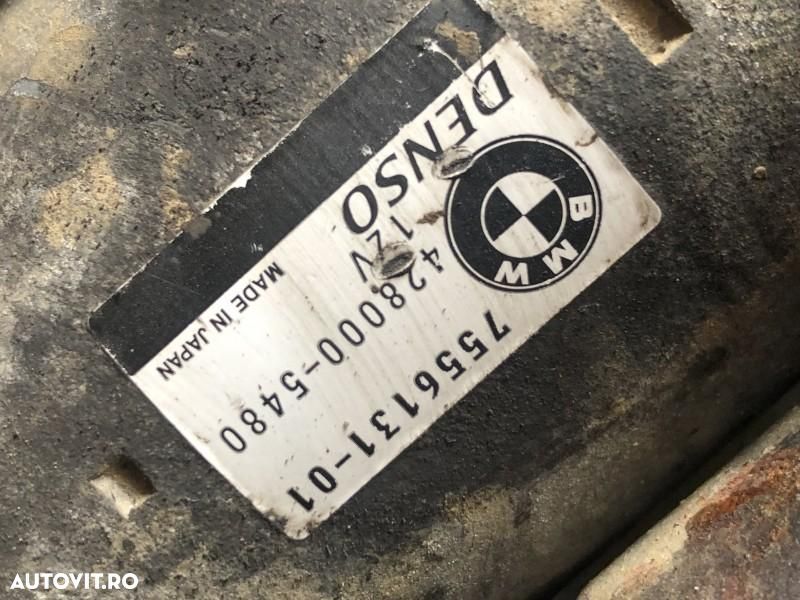 BMW
7556131-01
428000-5480
12V
DENSO
MADE IN JAPAN
AUTOVIT.RO